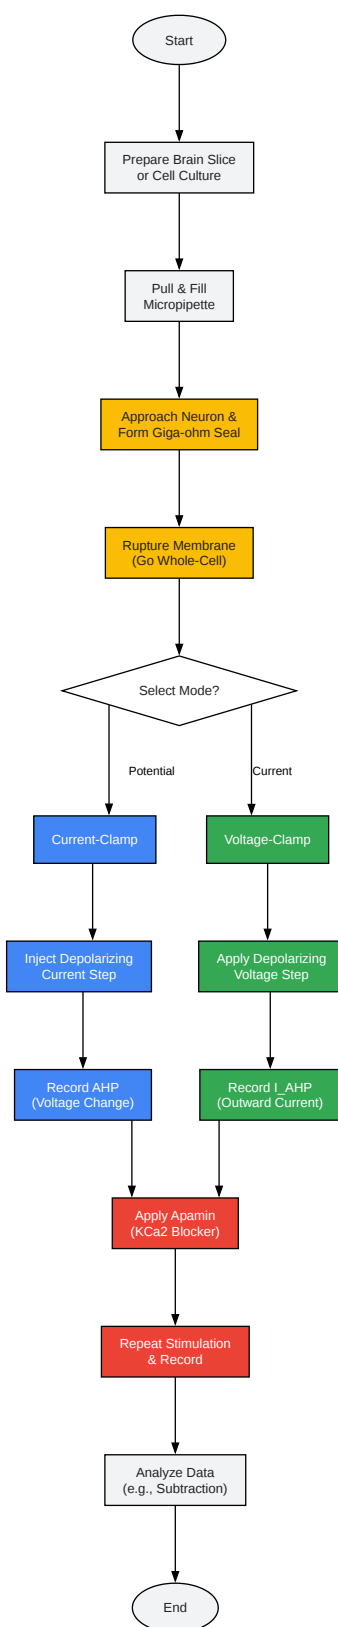 Start
Prepare Brain Slice
or Cell Culture
Pull & Fill
Micropipette
Approach Neuron &
Form Giga-ohm Seal
Rupture Membrane
(Go Whole-Cell)
Select Mode?
Potential
Current
Current-Clamp
Voltage-Clamp
Inject Depolarizing
Current Step
Apply Depolarizing
Voltage Step
Record AHP
(Voltage Change)
Record I_AHP
(Outward Current)
Apply Apamin
(KCa2 Blocker)
Repeat Stimulation
& Record
Analyze Data
(e.g., Subtraction)
End